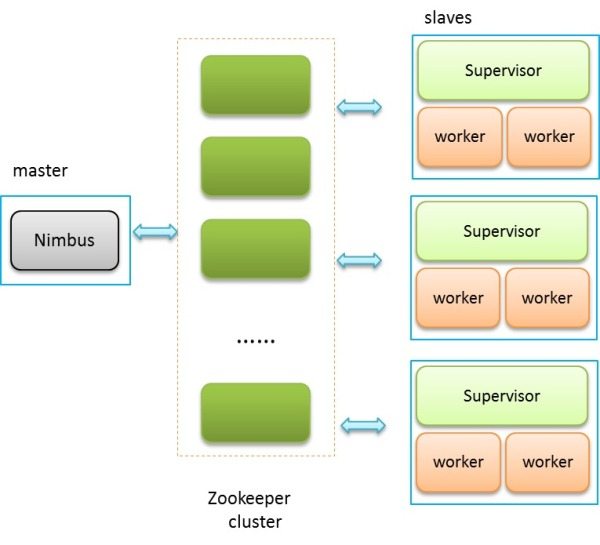 slaves
Supervisor
worker worker
master
Nimbus
Supervisor
worker worker
......
Supervisor
worker worker
Zookeeper
cluster